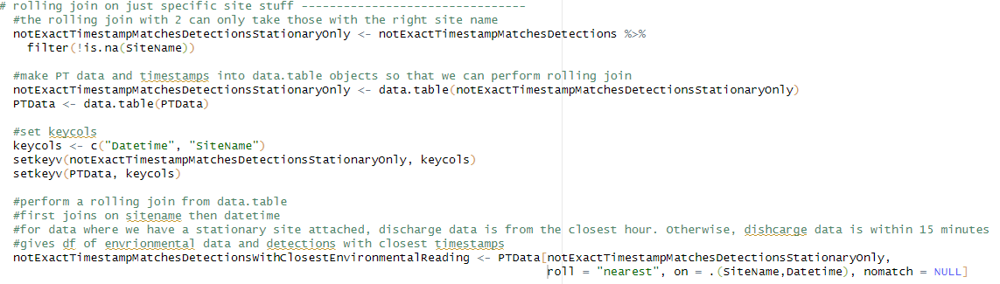 # rolling join on just specific site stuff --------------------------------
#the rolling join with 2 can only take those with the right site name
notExactTimestampMatchesDetectionsStationaryOnly <- notExactTimestampMatchesDetections %>%
filter(!is.na(SiteName))
#make PT data and timestamps into data.table objects so that we can perform rolling join
notExactTimestampMatchesDetectionsStationaryOnly <- data.table(notExactTimestampMatchesDetectionsStationaryOnly)
PTData <- data.table(PTData)
#set keycols
keycols <- c("Datetime", "SiteName")
setkeyv(notExactTimestampMatchesDetectionsStationaryOnly, keycols)
setkeyv(PTData, keycols)
#perform a rolling join from data.table
#first joins on sitename then datetime
#for data where we have a stationary site attached, discharge data is from the closest hour. Otherwise, dishcarge data is within 15 minutes
#gives df of envrionmental data and detections with closest timestamps
notExactTimestampMatchesDetectionsWithClosestEnvironmentalReading <- PTData[notExactTimestampMatchesDetectionsStationaryOnly,
roll = "nearest", on = .(SiteName,Datetime), nomatch = NULL]